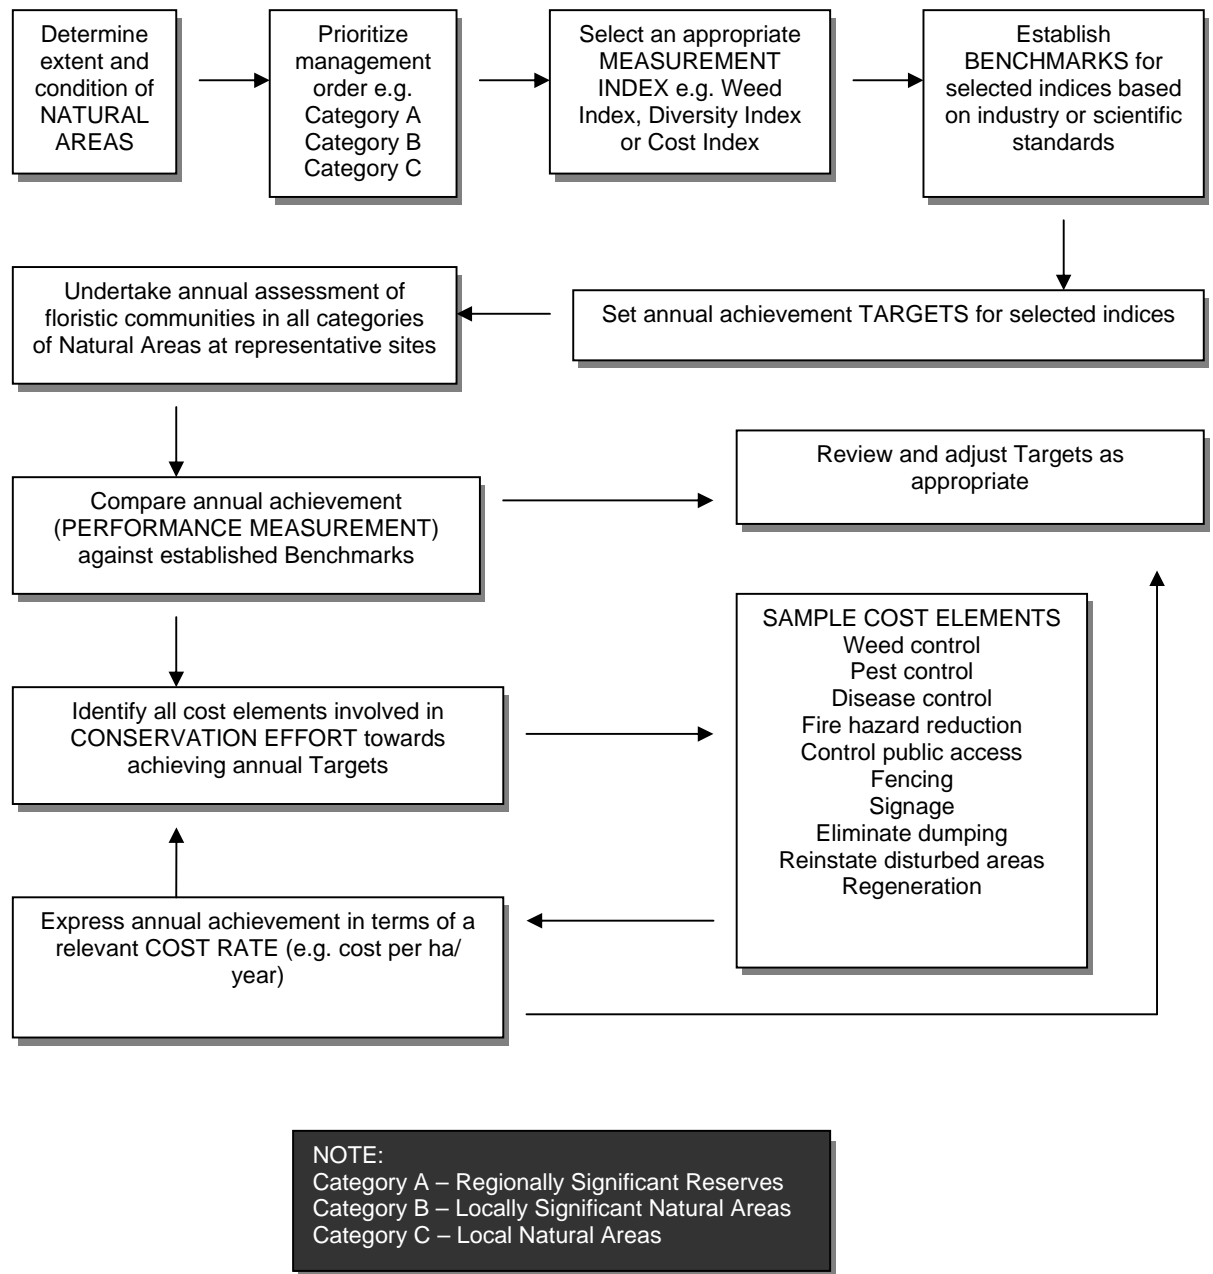 Determine
extent and
condition of
NATURAL
AREAS
Prioritize
management
order e.g.
Category A
Category B
Category C
Select an appropriate
MEASUREMENT
INDEX e.g. Weed
Index, Diversity Index
or Cost Index
Establish
BENCHMARKS for
selected indices based
on industry or scientific
standards
Set annual achievement TARGETS for selected indices
Undertake annual assessment of
floristic communities in all categories
of Natural Areas at representative sites
Compare annual achievement
(PERFORMANCE MEASUREMENT)
against established Benchmarks
Review and adjust Targets as
appropriate
Identify all cost elements involved in
CONSERVATION EFFORT towards
achieving annual Targets
SAMPLE COST ELEMENTS
Weed control
Pest control
Disease control
Fire hazard reduction
Control public access
Fencing
Signage
Eliminate dumping
Reinstate disturbed areas
Regeneration
Express annual achievement in terms of a
relevant COST RATE (e.g. cost per ha/
year)
NOTE:
Category A – Regionally Significant Reserves
Category B – Locally Significant Natural Areas
Category C – Local Natural Areas